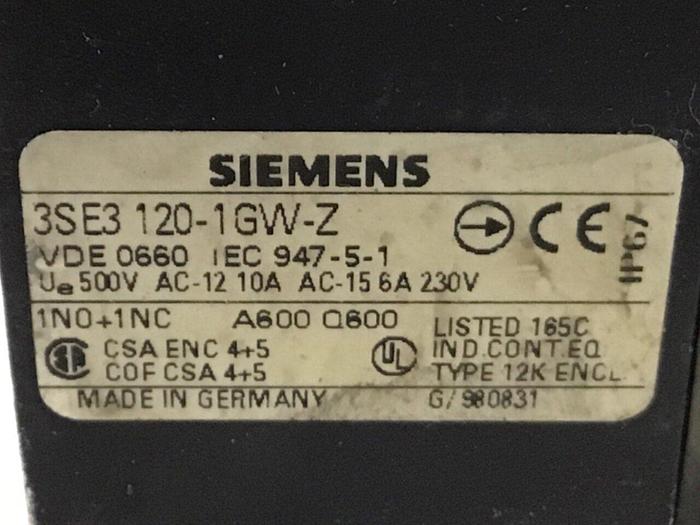 SIEMENS
3SE3 120-1GW-Z
CE
IP67
VDE 0660 IEC 947-5-1
Ue 500V AC-12 10A AC-15 6A 230V
1NO+1NC A600 Q600
LISTED 165C
CSA ENC 4+5
UL
IND.CONT.EQ
COF CSA 4+5
TYPE 12K ENCL.
MADE IN GERMANY
G/980831